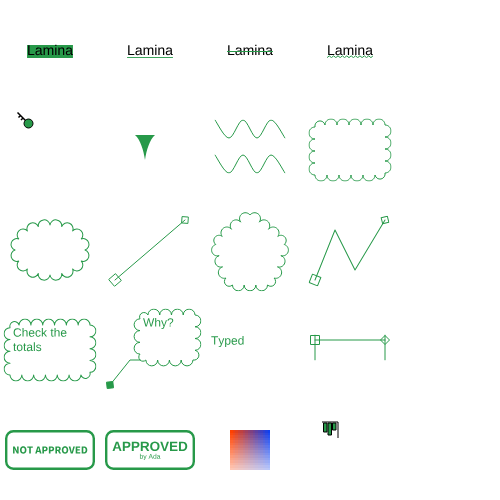 Lamina Lamina Lamina Lamina
Check the
totals
Why?
Typed
NOT APPROVED
APPROVED
by Ada